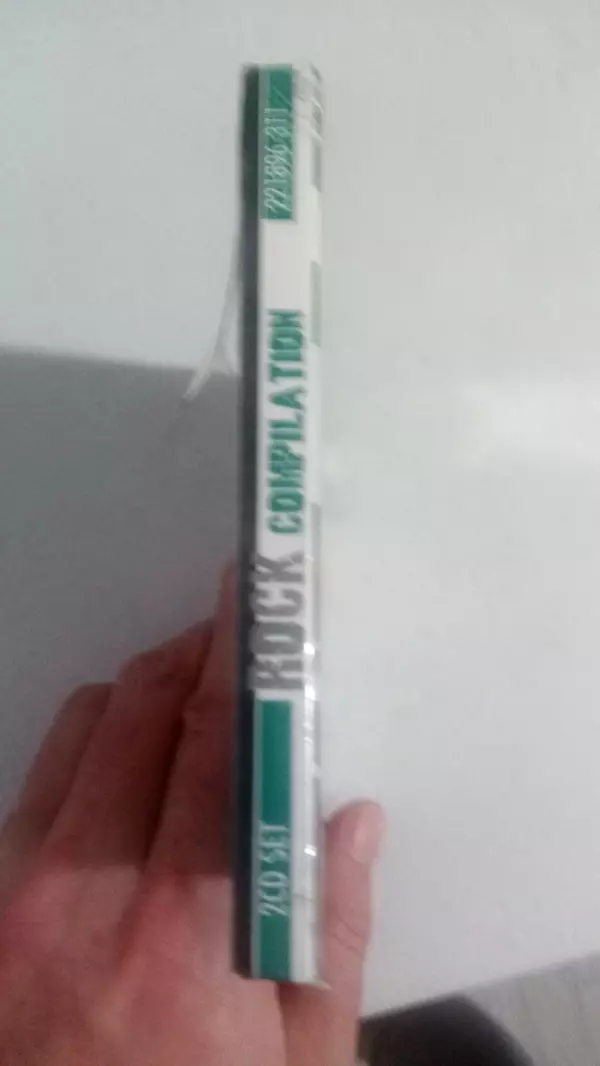 2CD SET
ROCK COMPILATION
221896-311